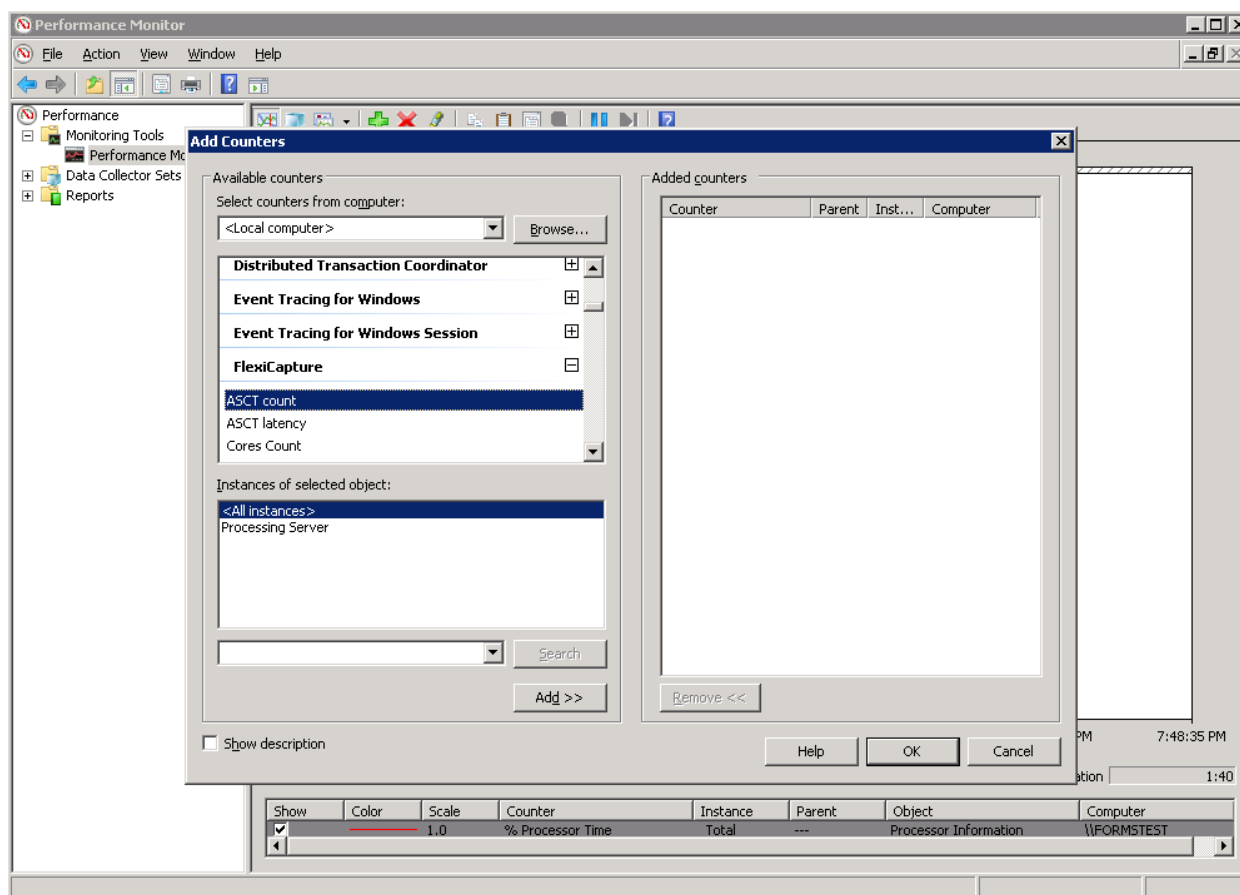 Performance Monitor
File Action View Window Help
Performance
Monitoring Tools
Performance Mo
Data Collector Sets
Reports
Add Counters
Available counters
Select counters from computer:
<Local computer>
Browse...
Distributed Transaction Coordinator
Event Tracing for Windows
Event Tracing for Windows Session
FlexiCapture
ASCT count
ASCT latency
Cores Count
Instances of selected object:
<All instances>
Processing Server
Search
Add >>
Show description
Added counters
Counter Parent Inst... Computer
Remove <<
Help OK Cancel
PM 7:48:35 PM
ation 1:40
Show Color Scale Counter Instance Parent Object Computer
1.0 % Processor Time Total --- Processor Information \\FORMSTEST